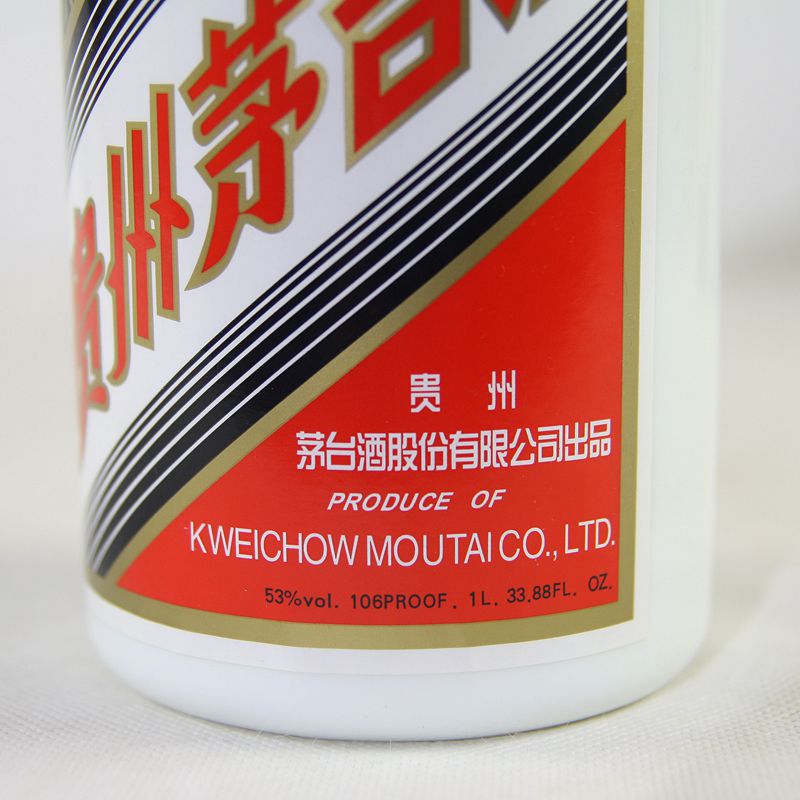 贵州茅台
贵 州
茅台酒股份有限公司出品
PRODUCE OF
KWEICHOW MOUTAI CO., LTD.
53%vol. 106PROOF. 1L. 33.88FL. OZ.